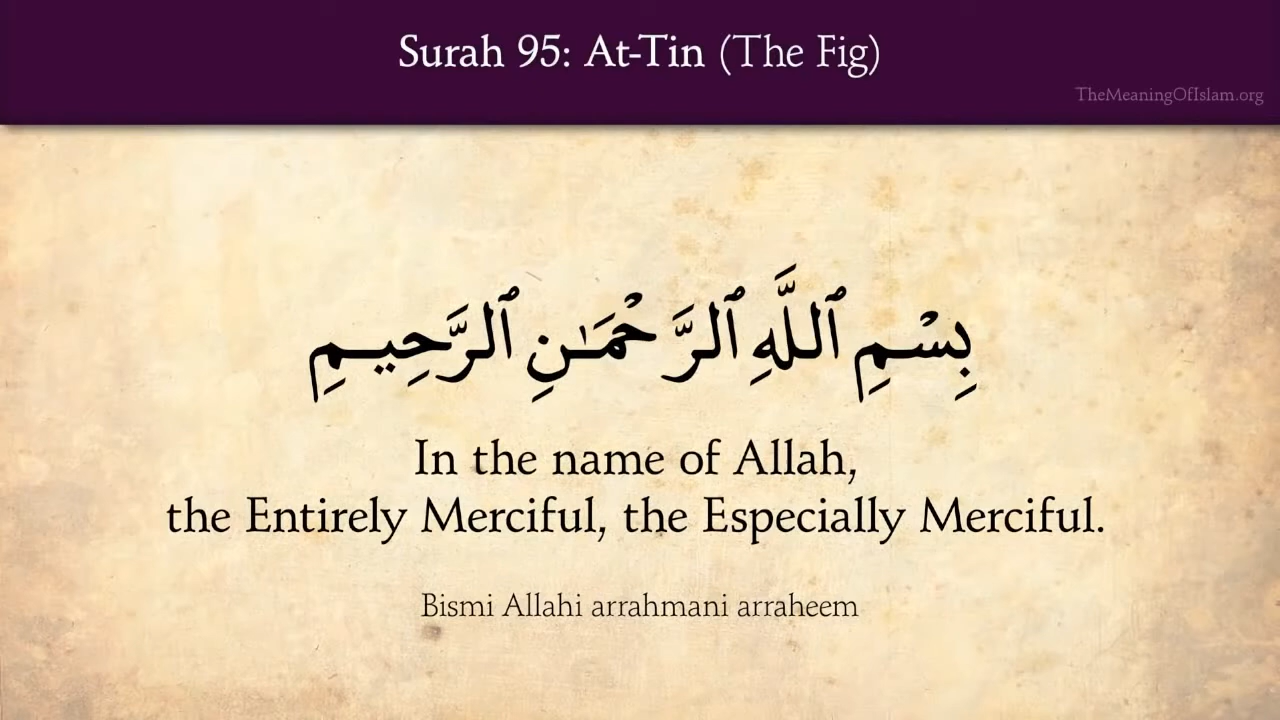 Surah 95: At-Tin (The Fig)
TheMeaningOfIslam.org
بِسْمِ ٱللَّهِ ٱلرَّحْمَـٰنِ ٱلرَّحِيمِ
In the name of Allah,
the Entirely Merciful, the Especially Merciful.
Bismi Allahi arrahmani arraheem